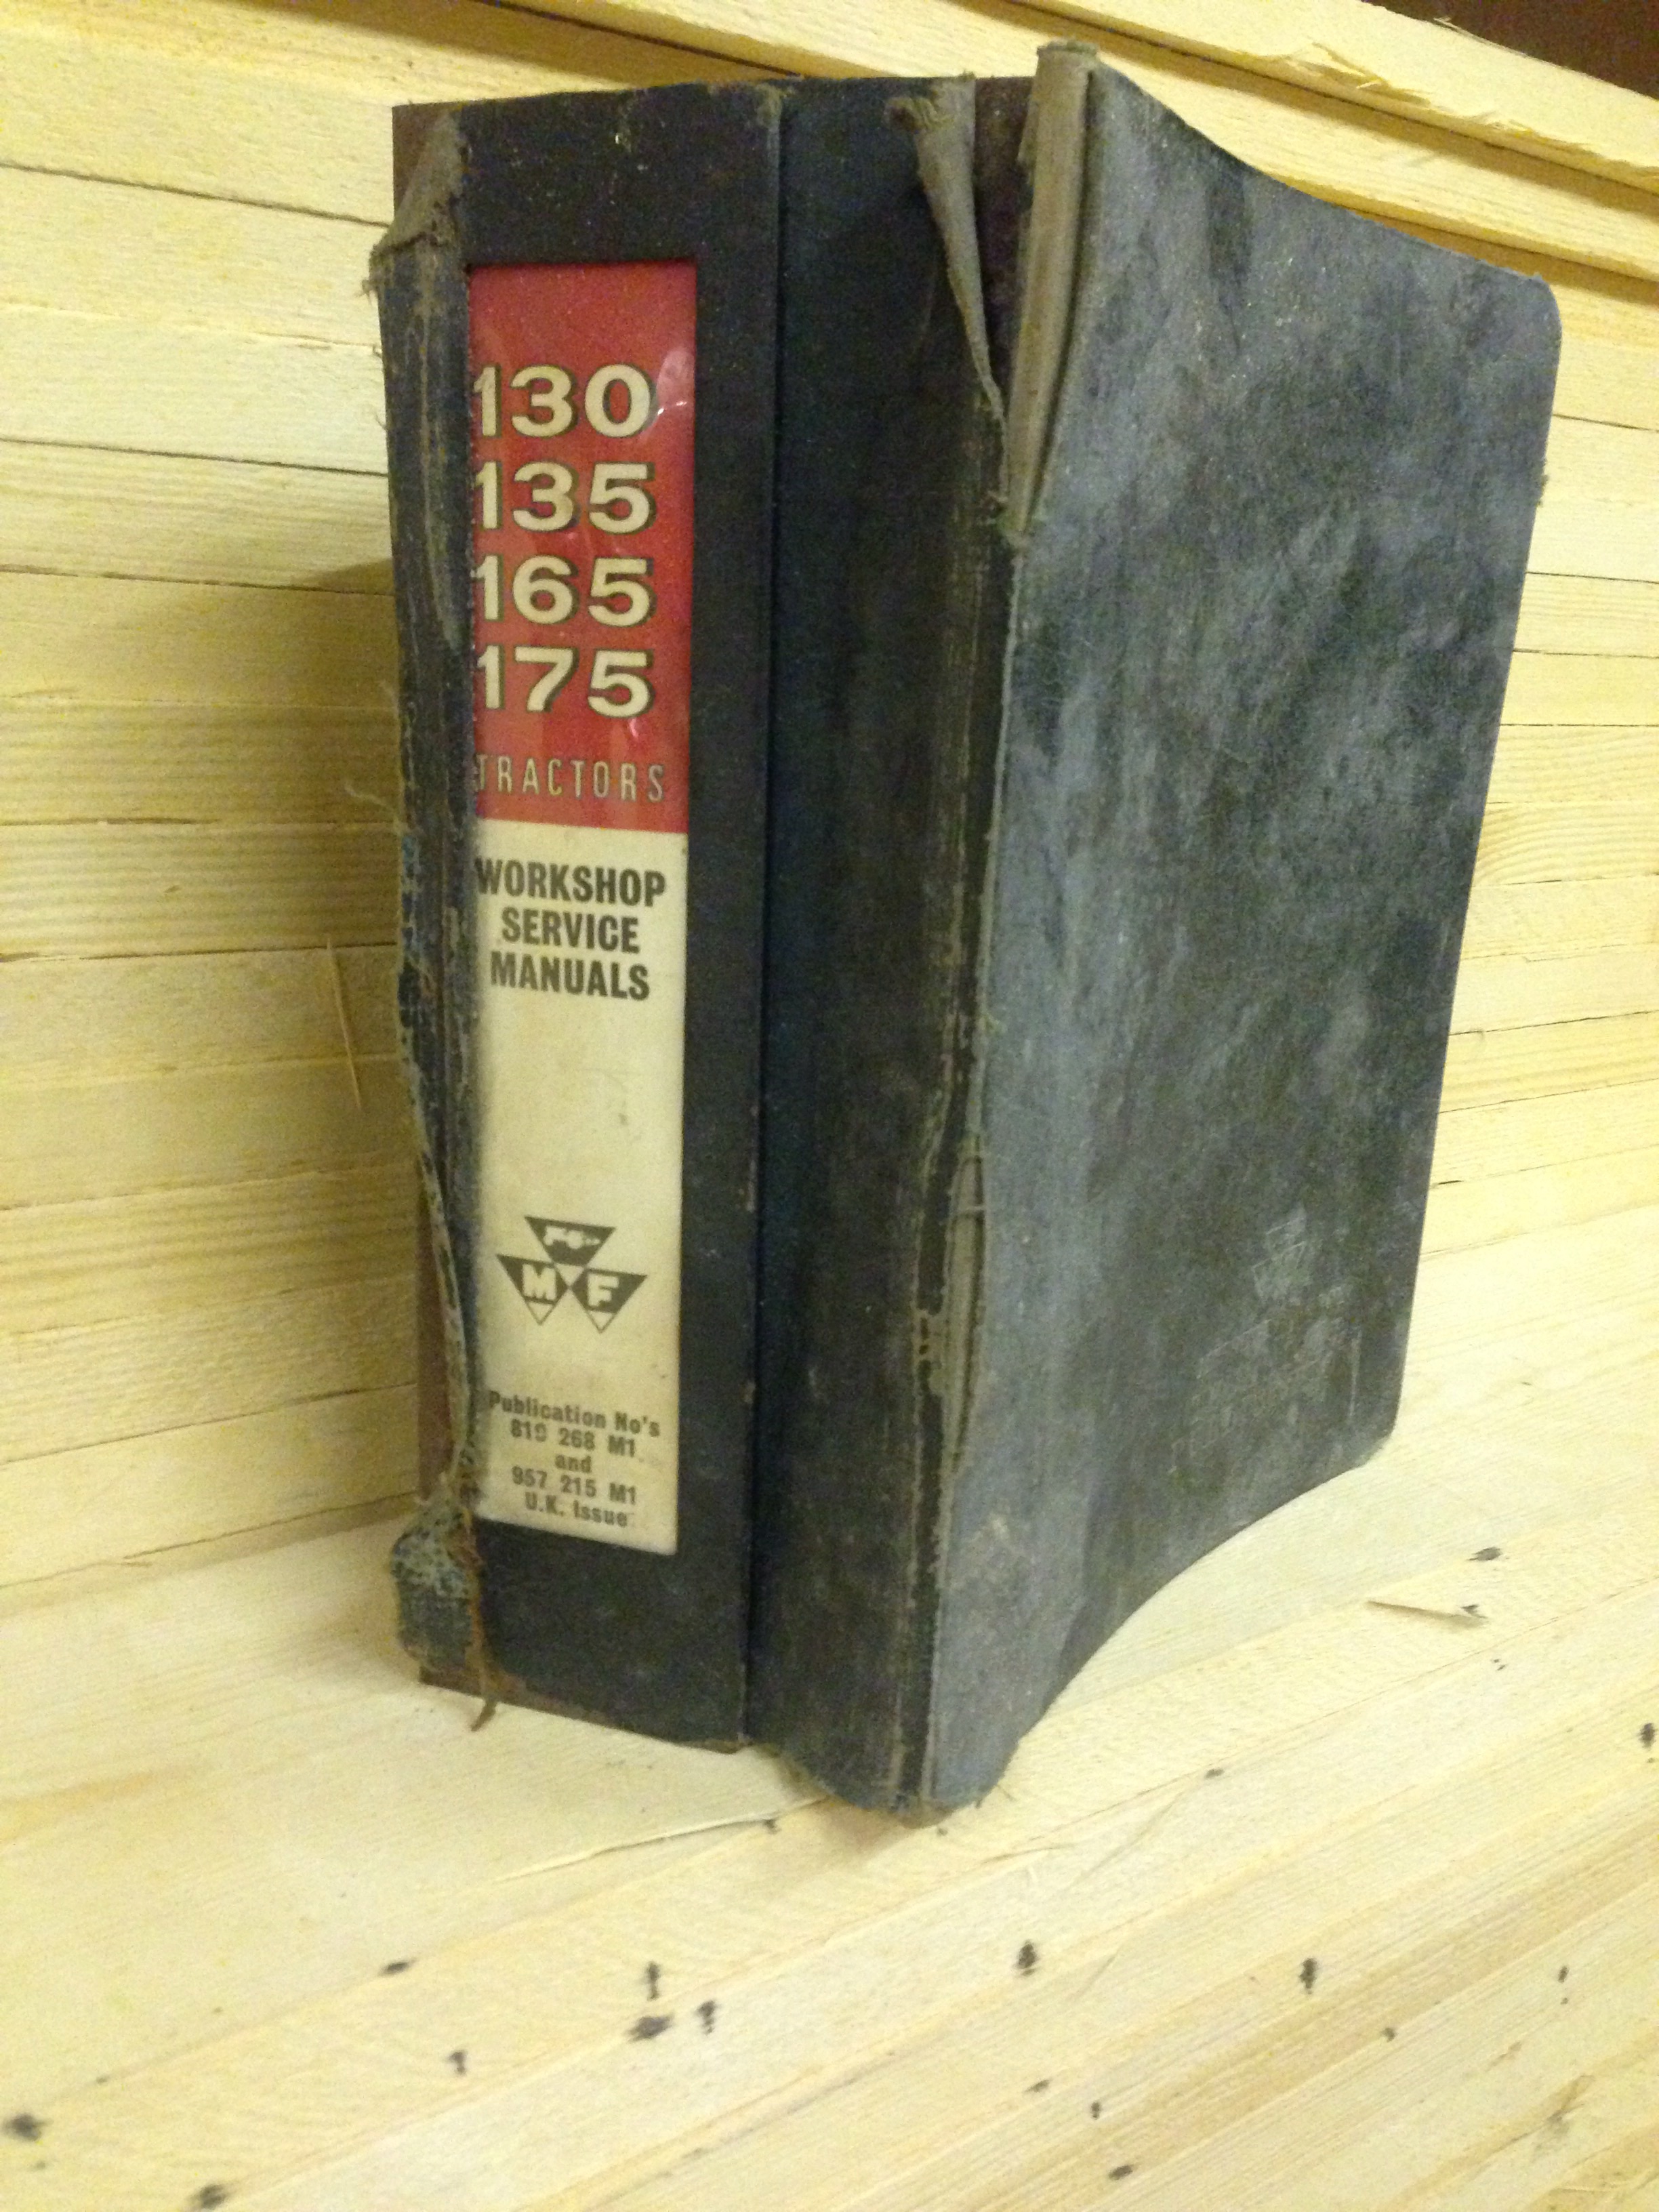 130
135
165
175
TRACTORS
WORKSHOP
SERVICE
MANUALS
M F
Publication No's
819 268 M1
and
957 215 M1
U.K. Issue